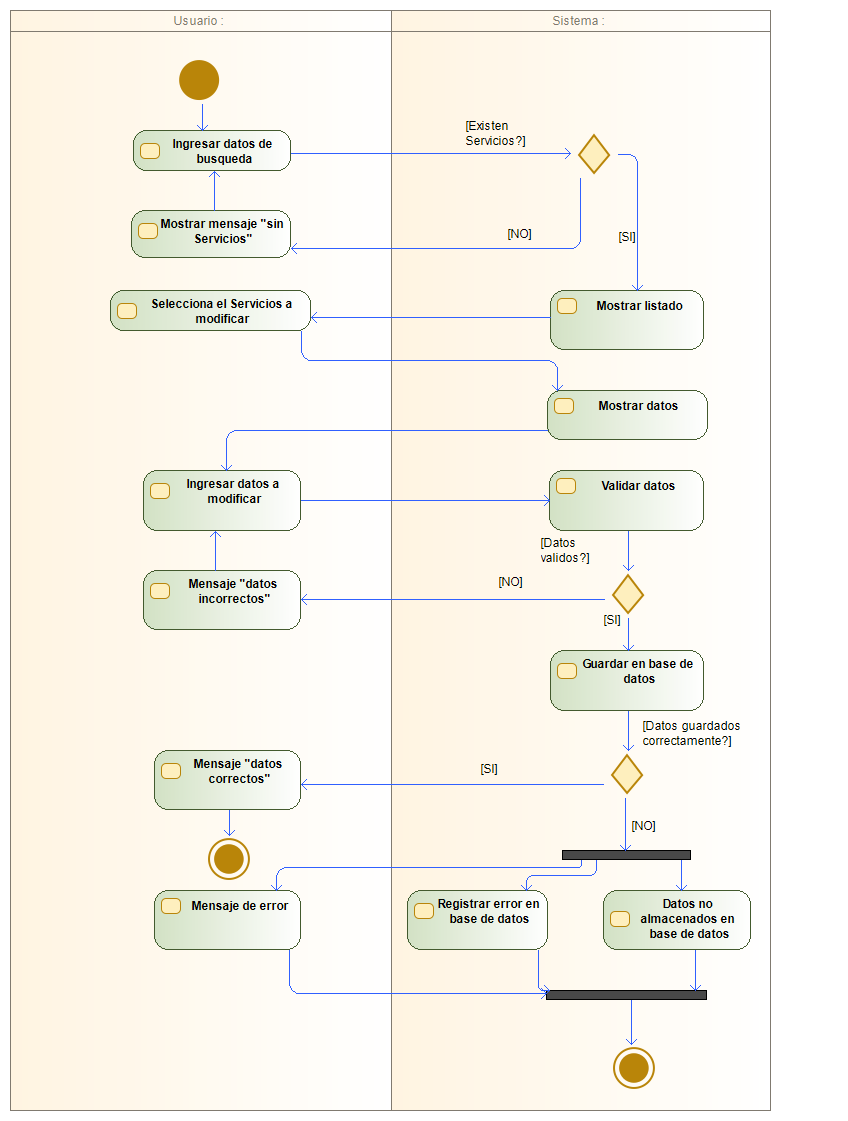 Usuario :
Sistema :
[Existen
Servicios?]
Ingresar datos de
busqueda
Mostrar mensaje "sin
Servicios"
[NO]
[SI]
Selecciona el Servicios a
modificar
Mostrar listado
Mostrar datos
Ingresar datos a
modificar
Validar datos
[Datos
validos?]
Mensaje "datos
incorrectos"
[NO]
[SI]
Guardar en base de
datos
[Datos guardados
correctamente?]
Mensaje "datos
correctos"
[SI]
[NO]
Mensaje de error
Registrar error en
base de datos
Datos no
almacenados en
base de datos